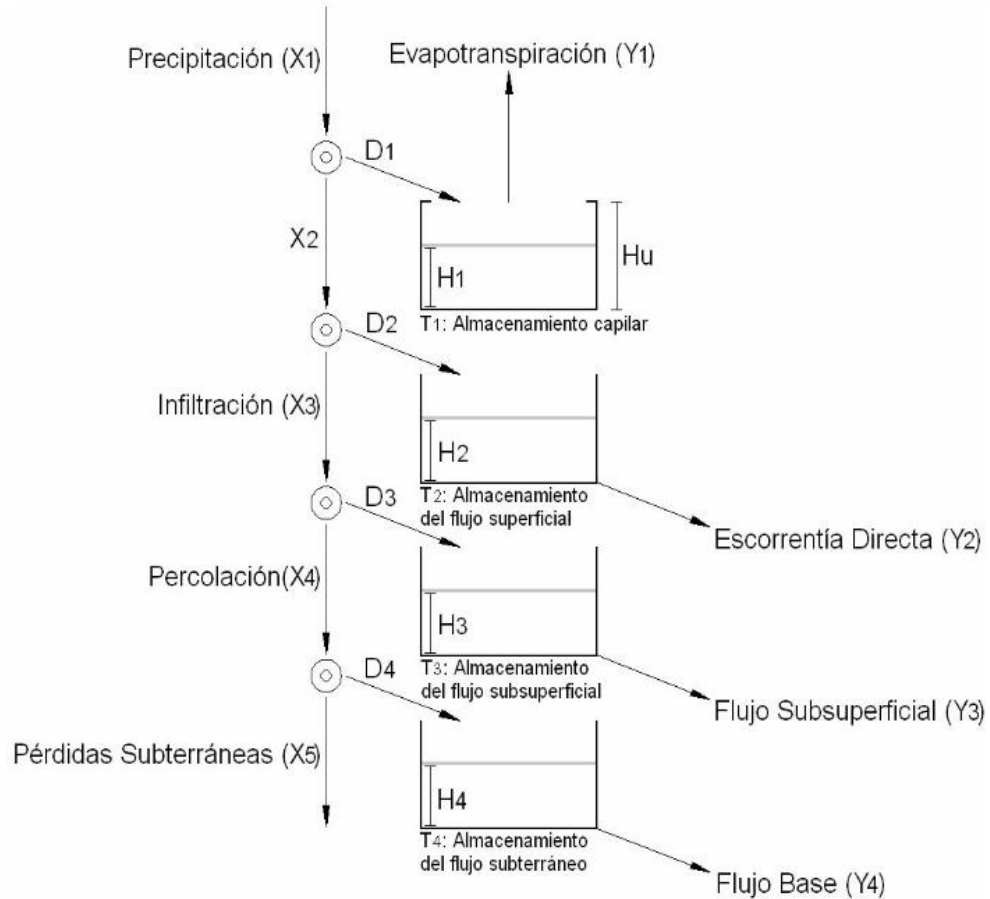 Precipitación (X1)
Evapotranspiración (Y1)
D1
X2
H1
Hu
T1: Almacenamiento capilar
D2
Infiltración (X3)
H2
T2: Almacenamiento
del flujo superficial
D3
Escorrentía Directa (Y2)
Percolación(X4)
H3
T3: Almacenamiento
del flujo subsuperficial
D4
Flujo Subsuperficial (Y3)
Pérdidas Subterráneas (X5)
H4
T4: Almacenamiento
del flujo subterráneo
Flujo Base (Y4)